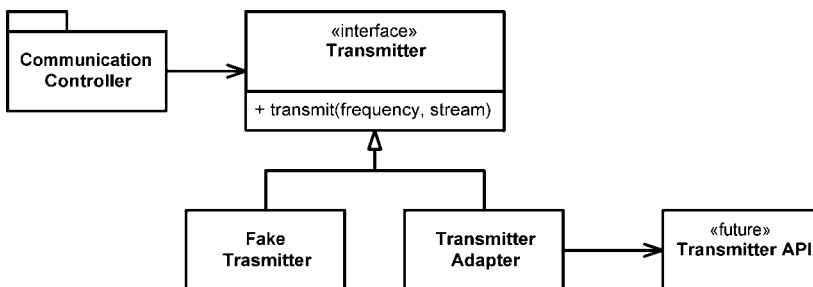 Communication
Controller
«interface»
Transmitter
+ transmit(frequency, stream)
Fake
Trasmitter
Transmitter
Adapter
«future»
Transmitter API